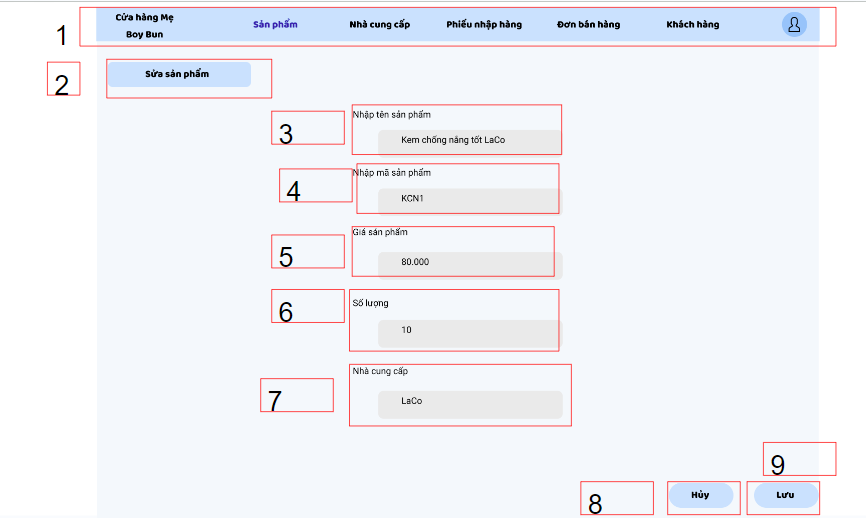 1
Cửa hàng Mẹ
Boy Bun
Sản phẩm
Nhà cung cấp
Phiếu nhập hàng
Đơn bán hàng
Khách hàng
2
Sửa sản phẩm
3
Nhập tên sản phẩm
Kem chống nắng tốt LaCo
4
Nhập mã sản phẩm
KCN1
5
Giá sản phẩm
80.000
6
Số lượng
10
7
Nhà cung cấp
LaCo
8
Hủy
9
Lưu